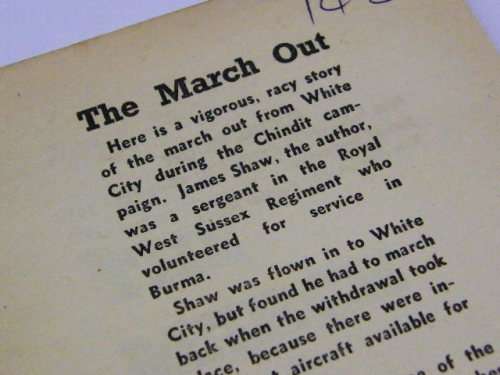 The March Out
Here is a vigorous, racy story
of the march out from White
City during the Chindit cam-
paign. James Shaw, the author,
was a sergeant in the Royal
West Sussex Regiment who
volunteered for service in
Burma.
Shaw was flown in to White
City, but found he had to march
back when the withdrawal took
because there were in-
aircraft available for
of the